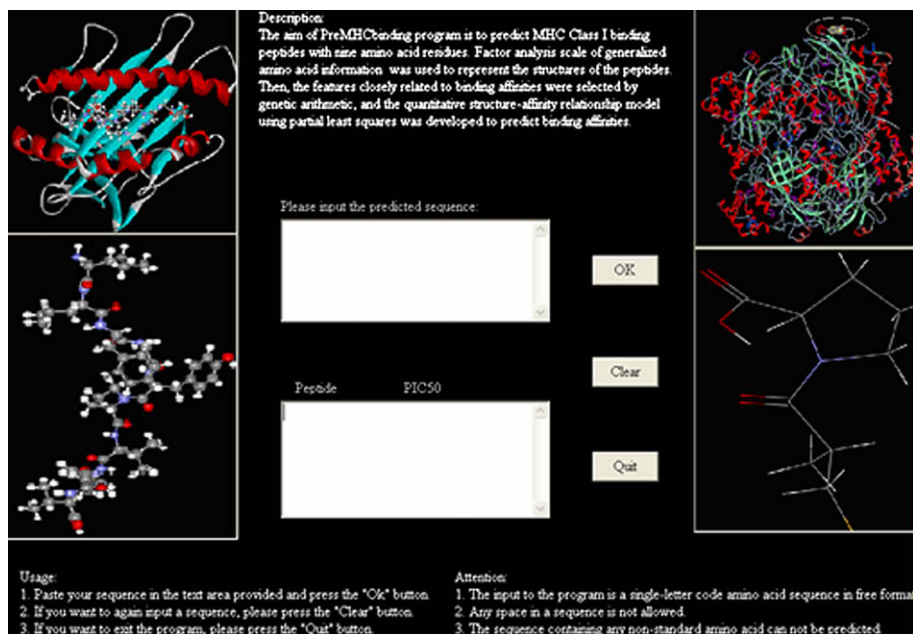 Description:
The aim of PreMHCbinding program is to predict MHC Class I binding
peptides with nine amino acid residues. Factor analysis scale of generalized
amino acid information was used to represent the structures of the peptides.
Then, the features closely related to binding affinities were selected by
genetic arithmetic, and the quantitative structure-affinity relationship model
using partial least squares was developed to predict binding affinities.
Please input the predicted sequence:
OK
Clear
Peptide PIC50
Quit
Usage:
1. Paste your sequence in the text area provided and press the "Ok" button.
2. If you want to again input a sequence, please press the "Clear" button.
3. If you want to exit the program, please press the "Quit" button.
Attention:
1. The input to the program is a single-letter code amino acid sequence in free forma
2. Any space in a sequence is not allowed.
3. The sequence containing any non-standard amino acid can not be predicted.